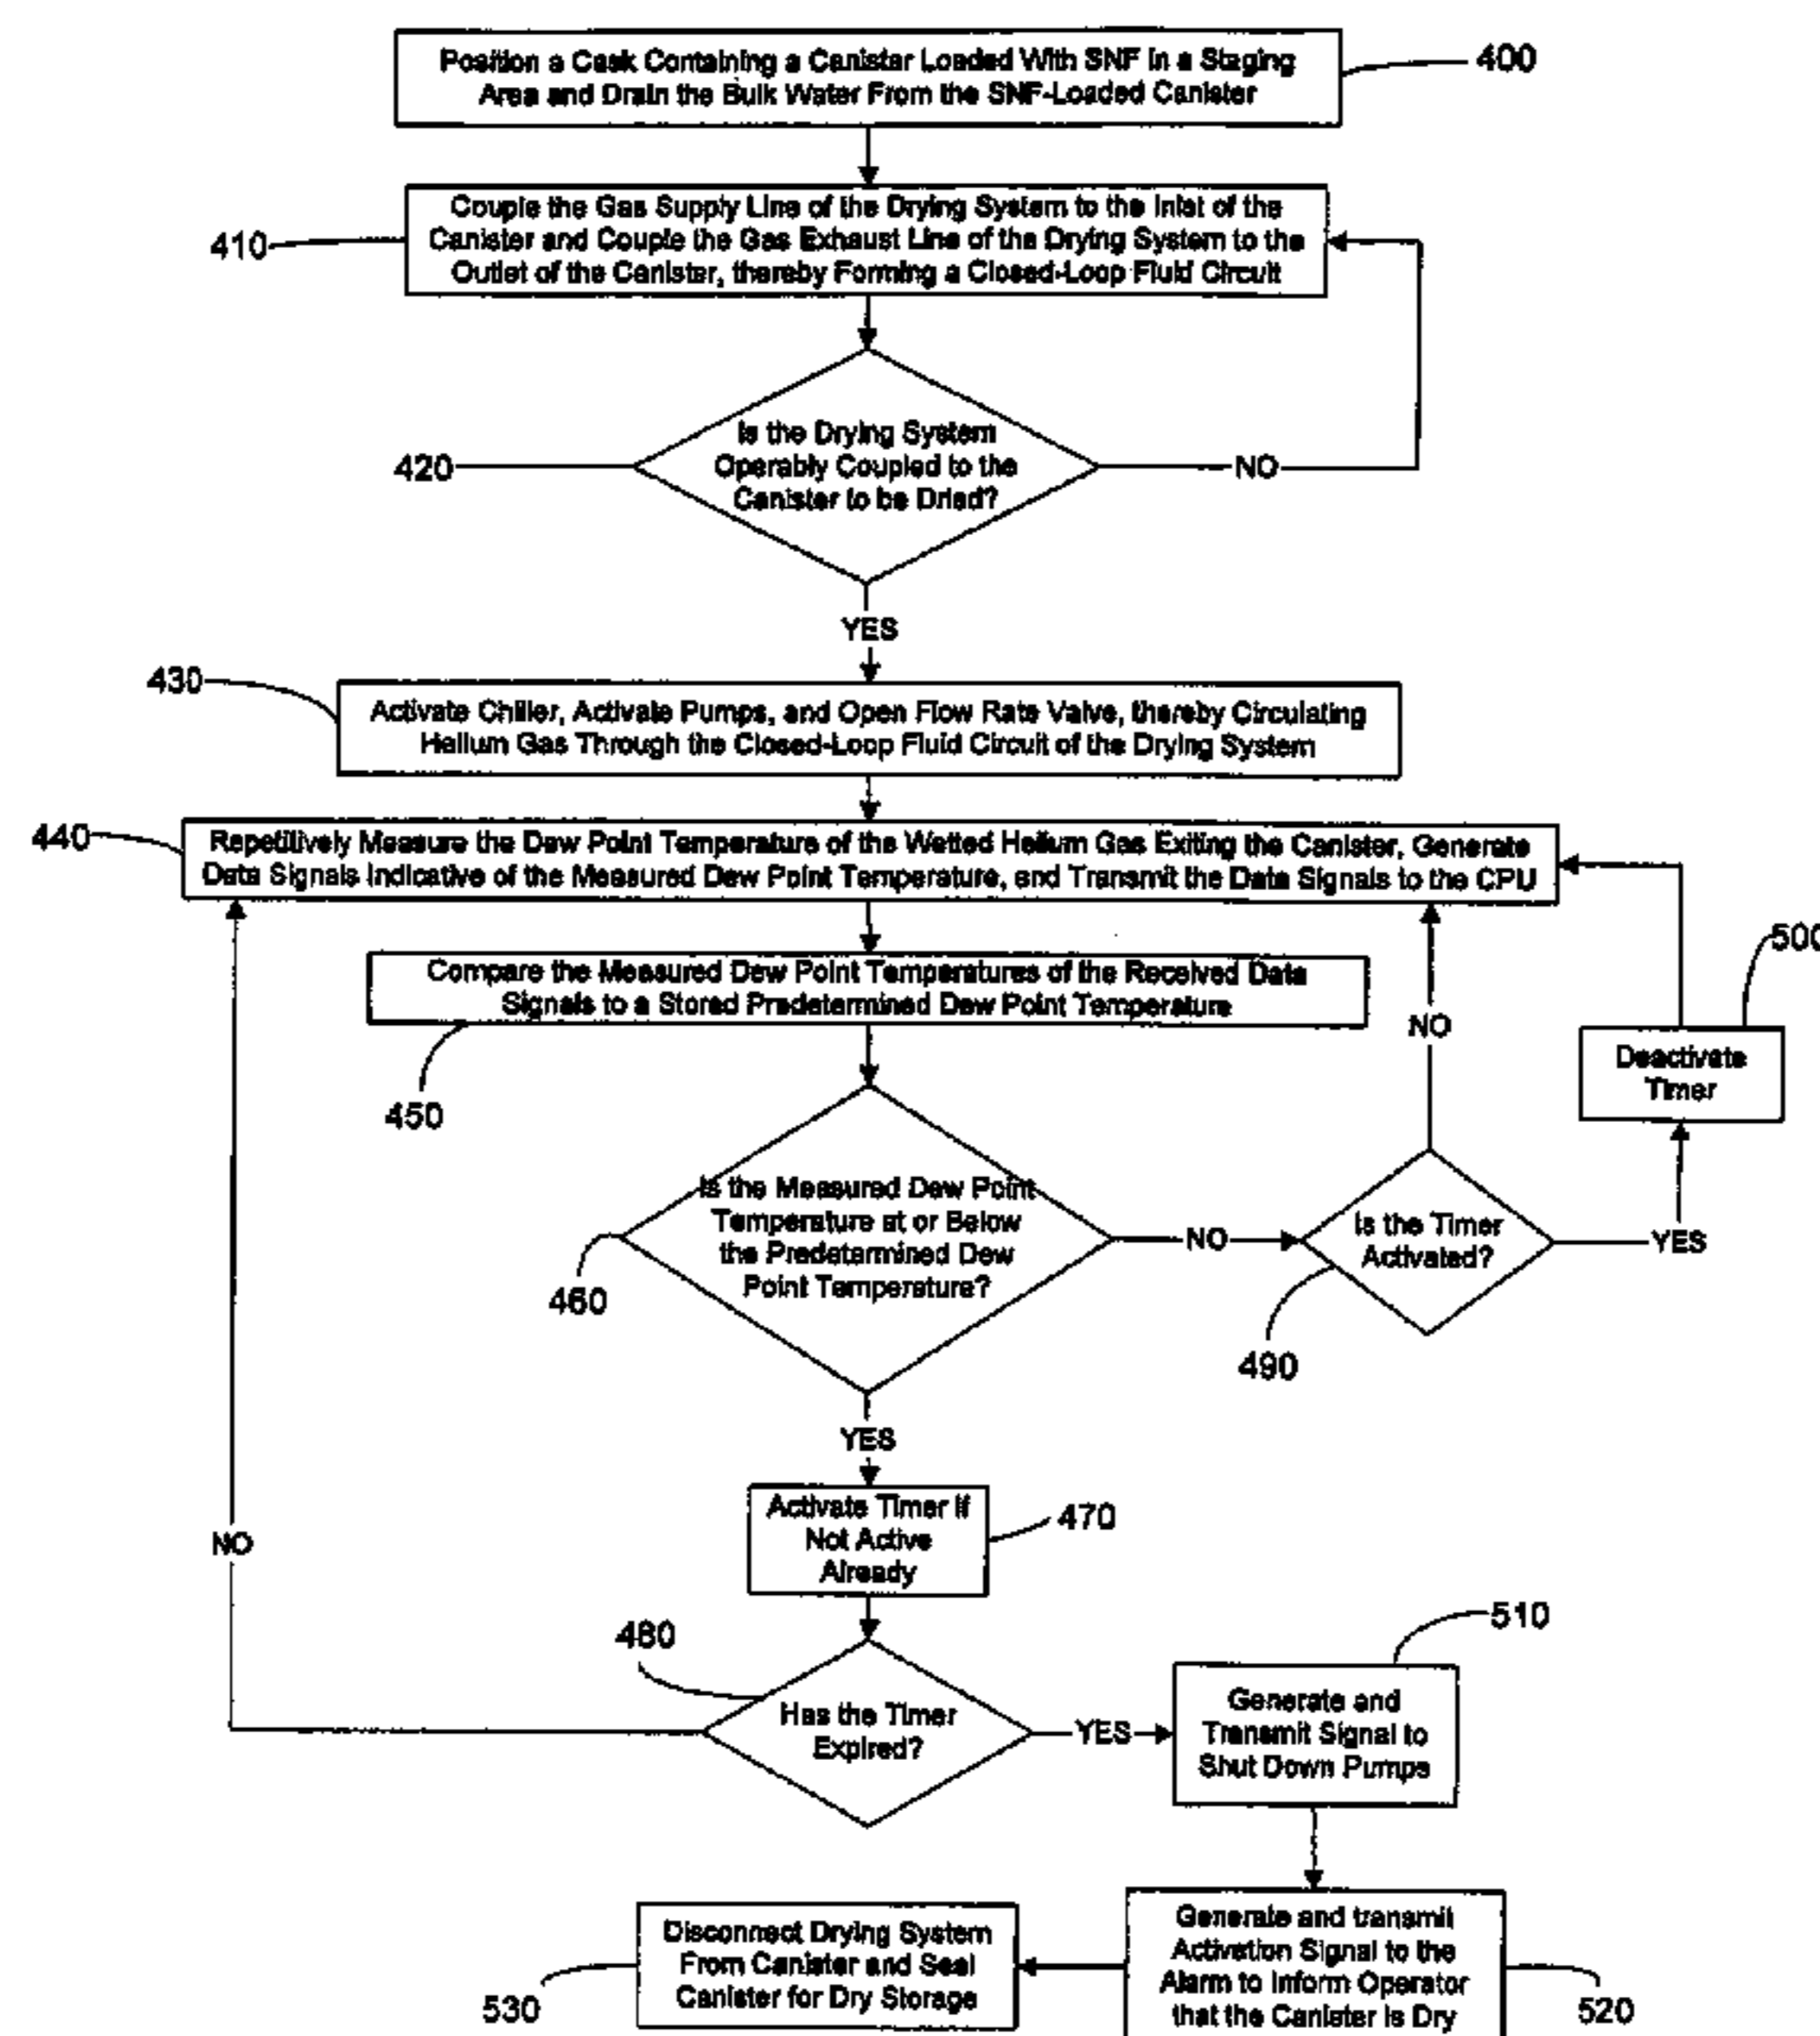 Position a Cask Containing a Canister Loaded With SNF in a Staging
Area and Drain the Bulk Water From the SNF-Loaded Canister
400
Couple the Gas Supply Line of the Drying System to the Inlet of the
Canister and Couple the Gas Exhaust Line of the Drying System to the
Outlet of the Canister, thereby Forming a Closed-Loop Fluid Circuit
410
Is the Drying System
Operably Coupled to the
Canister to be Dried?
420
NO
YES
430
Activate Chiller, Activate Pumps, and Open Flow Rate Valve, thereby Circulating
Helium Gas Through the Closed-Loop Fluid Circuit of the Drying System
440
Repetitively Measure the Dew Point Temperature of the Wetted Helium Gas Exiting the Canister, Generate
Data Signals Indicative of the Measured Dew Point Temperature, and Transmit the Data Signals to the CPU
500
Compare the Measured Dew Point Temperatures of the Received Data
Signals to a Stored Predetermined Dew Point Temperature
450
NO
Deactivate
Timer
Is the Measured Dew Point
Temperature at or Below
the Predetermined Dew
Point Temperature?
460
NO
Is the Timer
Activated?
YES
490
YES
Activate Timer if
Not Active
Already
470
NO
480
Has the Timer
Expired?
YES
510
Generate and
Transmit Signal to
Shut Down Pumps
Disconnect Drying System
From Canister and Seal
Canister for Dry Storage
530
Generate and transmit
Activation Signal to the
Alarm to Inform Operator
that the Canister is Dry
520